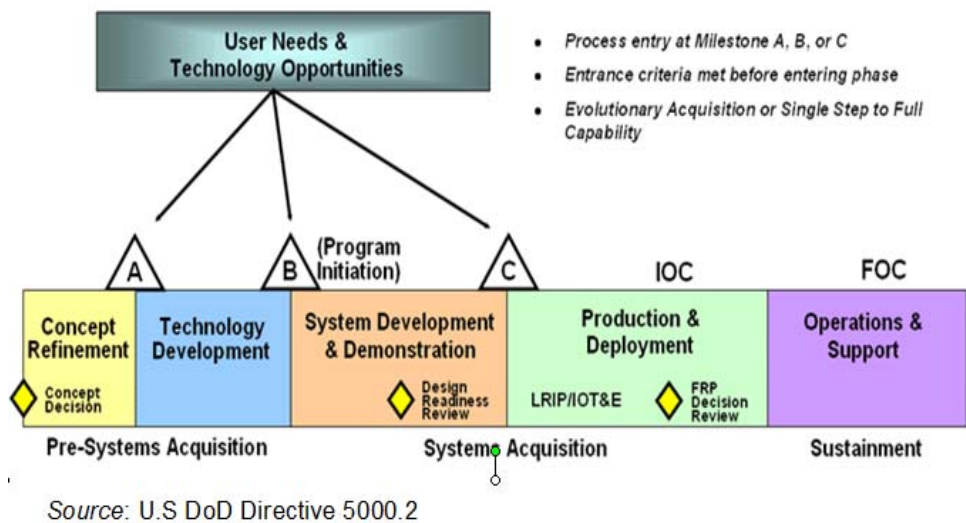 User Needs &
Technology Opportunities
• Process entry at Milestone A, B, or C
• Entrance criteria met before entering phase
• Evolutionary Acquisition or Single Step to Full
Capability
A
B
(Program
Initiation)
C
IOC
FOC
Concept
Refinement
Concept
Decision
Technology
Development
System Development
& Demonstration
Design
Readiness
Review
Production &
Deployment
LRIP/IOT&E
FRP
Decision
Review
Operations &
Support
Pre-Systems Acquisition
Systems Acquisition
Sustainment
Source: U.S DoD Directive 5000.2